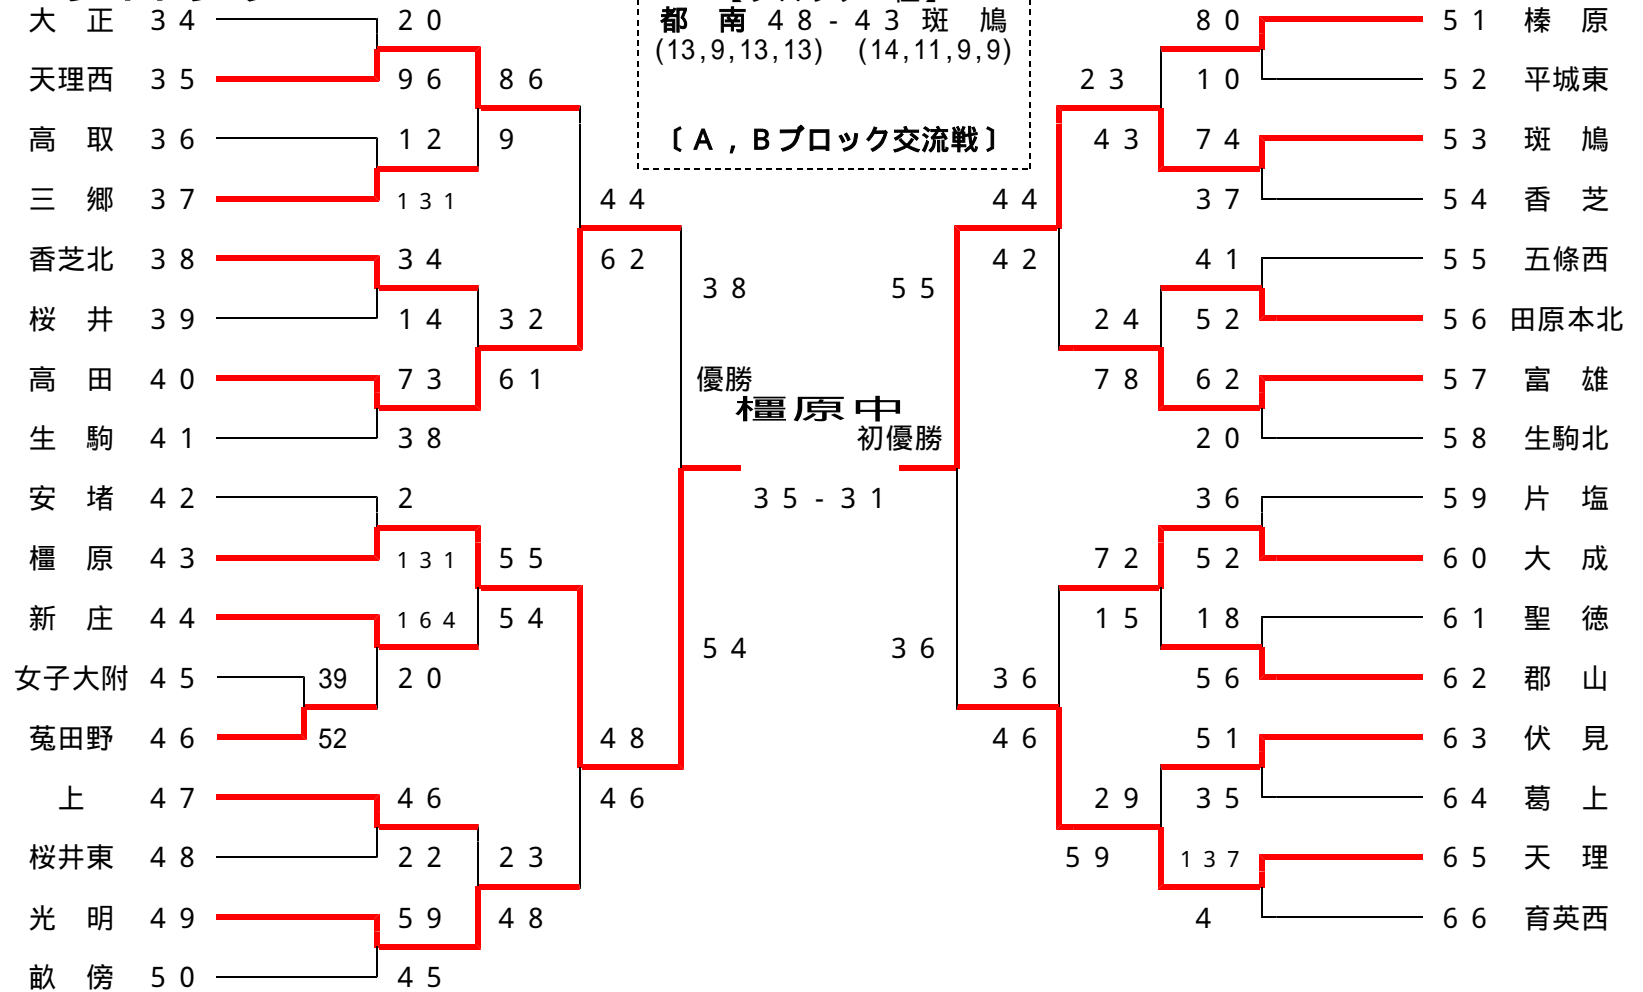 大 正 34 20
天理西 35 96 86
高 取 36 12 9
三 郷 37 131 44
香芝北 38 34 62
桜 井 39 14 32 38
高 田 40 73 61
生 駒 41 38
安 堵 42 2
橿 原 43 131 55
新 庄 44 164 54
女子大附 45 39 20 54
菟田野 46 52 48
上 47 46 46
桜井東 48 22 23
光 明 49 59 48
畝 傍 50 45
都 南 48-43 斑 鳩
(13,9,13,13) (14,11,9,9)
〔A,Bブロック交流戦〕
優勝
橿原中
初優勝
35-31
80 51 榛 原
23 10 52 平城東
43 74 53 斑 鳩
44 37 54 香 芝
42 41 55 五條西
55 24 52 56 田原本北
78 62 57 富 雄
20 58 生駒北
36 59 片 塩
72 52 60 大 成
15 18 61 聖 徳
36 36 56 62 郡 山
46 51 63 伏 見
29 35 64 葛 上
59 137 65 天 理
4 66 育英西